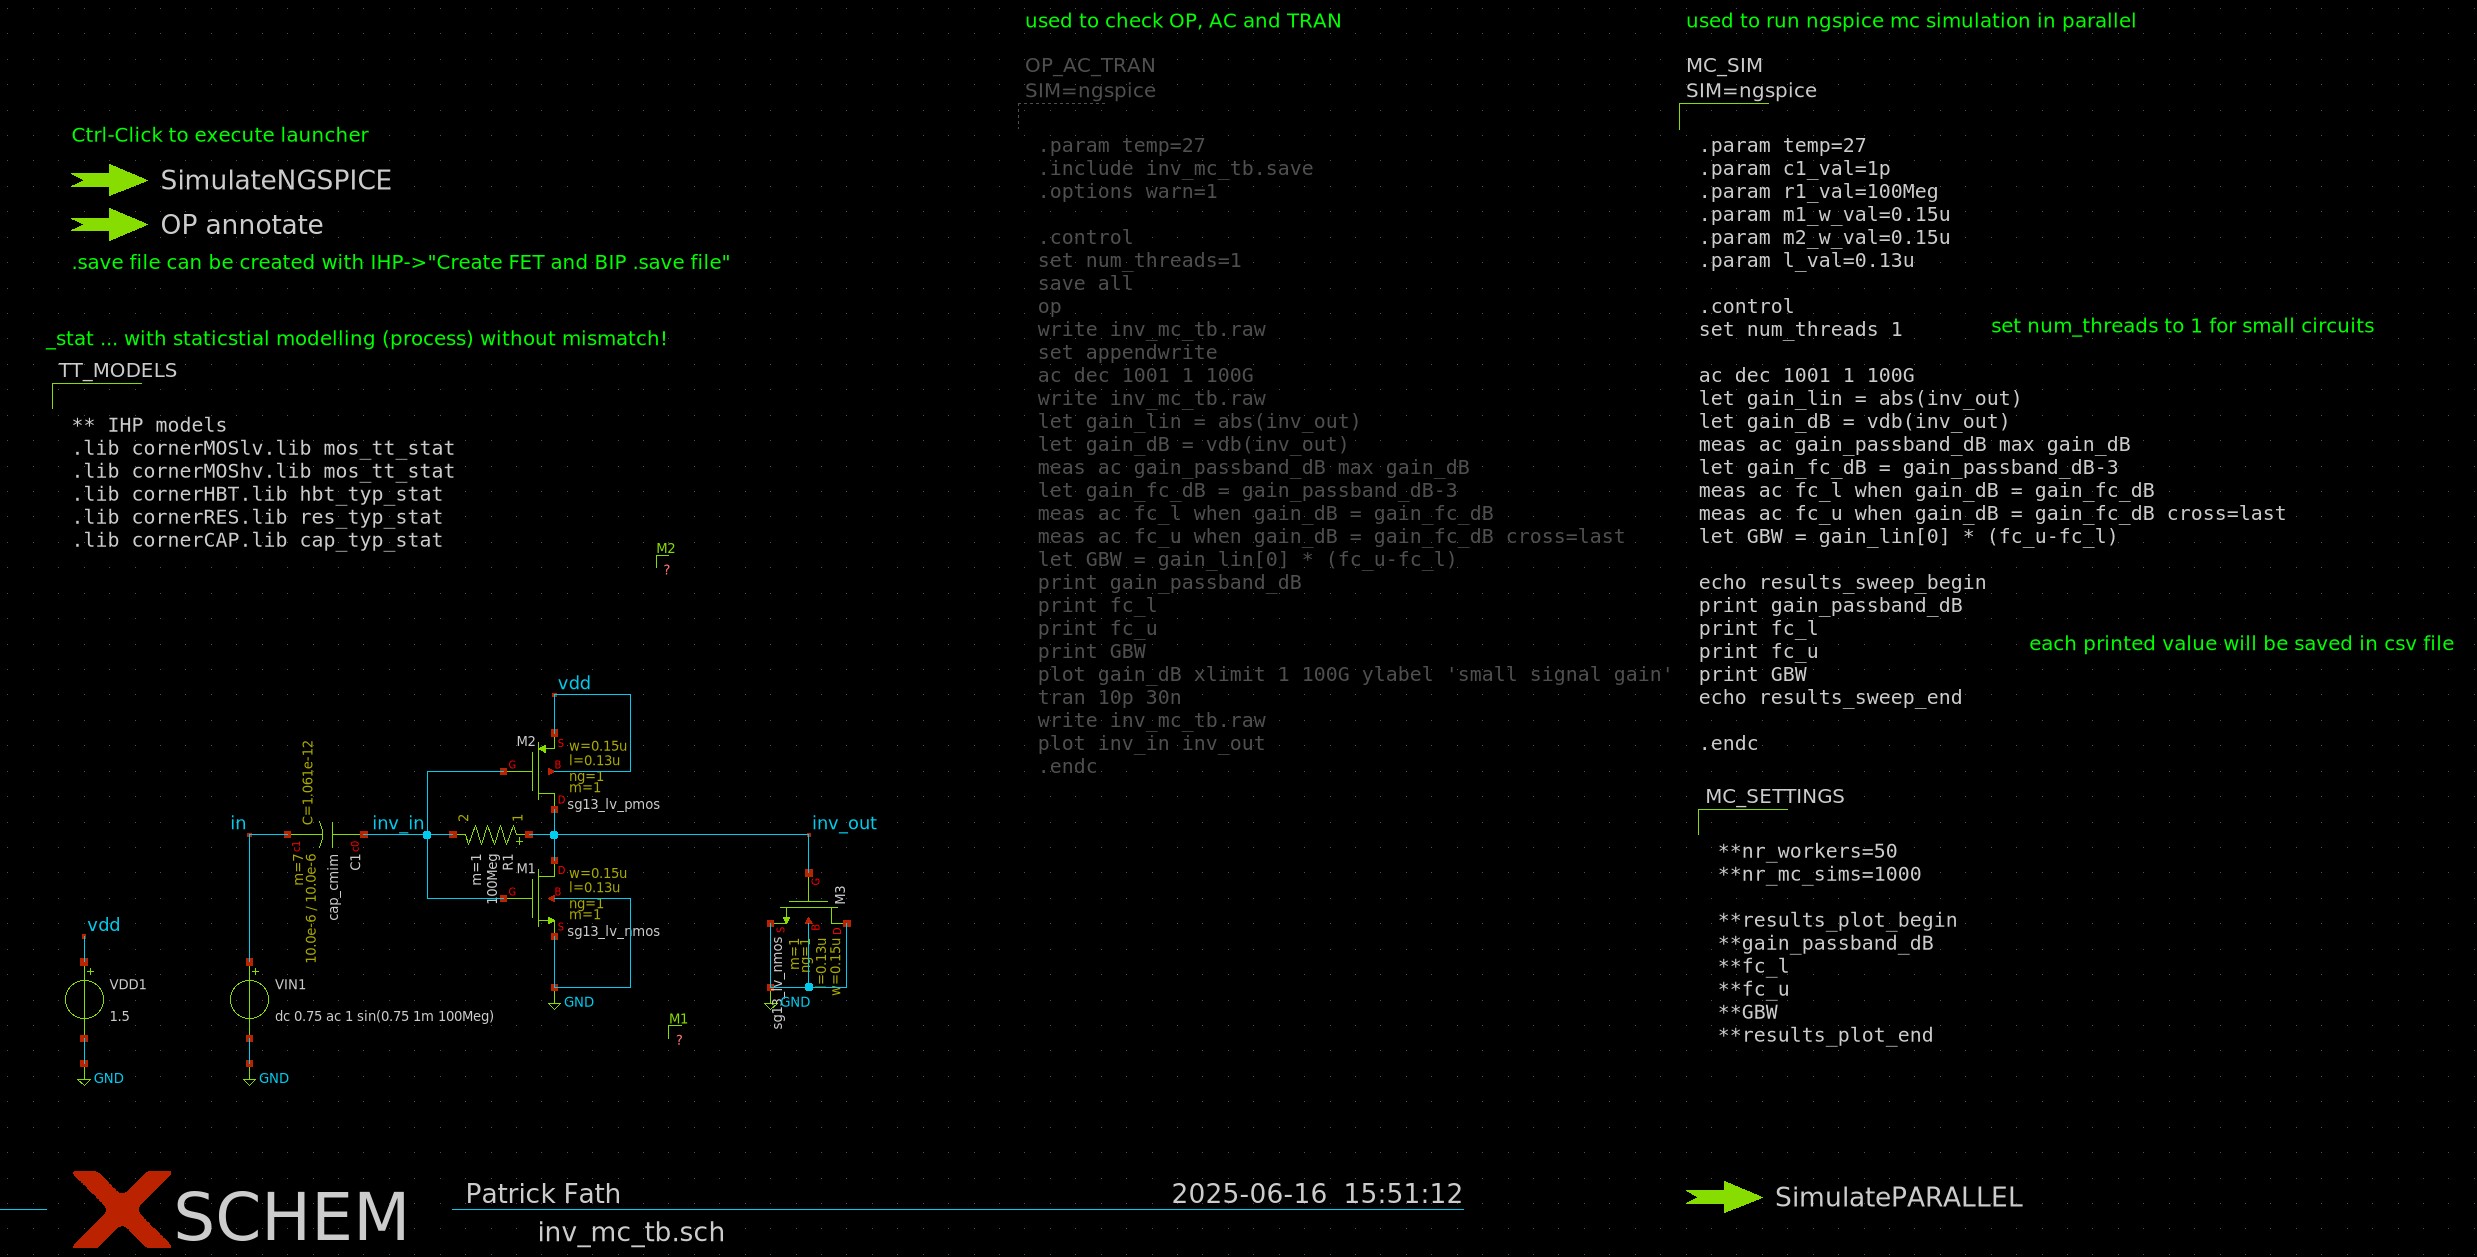 used to check OP, AC and TRAN
used to run ngspice mc simulation in parallel
OP_AC_TRAN
SIM=ngspice
.param temp=27
.include inv_mc_tb.save
.options warn=1
.control
set num_threads=1
save all
op
write inv_mc_tb.raw
set appendwrite
ac dec 1001 1 100G
write inv_mc_tb.raw
let gain_lin = abs(inv_out)
let gain_dB = vdb(inv_out)
meas ac gain_passband_dB max gain_dB
let gain_fc_dB = gain_passband_dB-3
meas ac fc_l when gain_dB = gain_fc_dB
meas ac fc_u when gain_dB = gain_fc_dB cross=last
let GBW = gain_lin[0] * (fc_u-fc_l)
print gain_passband_dB
print fc_l
print fc_u
print GBW
plot gain_dB xlimit 1 100G ylabel 'small signal gain'
tran 10p 30n
write inv_mc_tb.raw
plot inv_in inv_out
.endc
MC_SIM
SIM=ngspice
.param temp=27
.param c1_val=1p
.param r1_val=100Meg
.param m1_w_val=0.15u
.param m2_w_val=0.15u
.param l_val=0.13u
.control
set num_threads 1
set num_threads to 1 for small circuits
ac dec 1001 1 100G
let gain_lin = abs(inv_out)
let gain_dB = vdb(inv_out)
meas ac gain_passband_dB max gain_dB
let gain_fc_dB = gain_passband_dB-3
meas ac fc_l when gain_dB = gain_fc_dB
meas ac fc_u when gain_dB = gain_fc_dB cross=last
let GBW = gain_lin[0] * (fc_u-fc_l)
echo results_sweep_begin
print gain_passband_dB
print fc_l
print fc_u
print GBW
echo results_sweep_end
each printed value will be saved in csv file
.endc
MC_SETTINGS
**nr_workers=50
**nr_mc_sims=1000
**results_plot_begin
**gain_passband_dB
**fc_l
**fc_u
**GBW
**results_plot_end
SimulatePARALLEL
Ctrl-Click to execute launcher
SimulateNGSPICE
OP annotate
.save file can be created with IHP->"Create FET and BIP .save file"
_stat ... with staticstial modelling (process) without mismatch!
TT_MODELS
** IHP models
.lib cornerMOSlv.lib mos_tt_stat
.lib cornerMOShv.lib mos_tt_stat
.lib cornerHBT.lib hbt_typ_stat
.lib cornerRES.lib res_typ_stat
.lib cornerCAP.lib cap_typ_stat
M2
?
vdd
M2
G
S
B
D
w=0.15u
l=0.13u
ng=1
m=1
sg13_lv_pmos
in
C=1.061e-12
c1
c0
m=7
10.0e-6 / 10.0e-6
cap_cmim
C1
inv_in
2
1
+
m=1
100Meg
R1
inv_out
M1
G
D
B
S
w=0.15u
l=0.13u
ng=1
m=1
sg13_lv_nmos
GND
M1
?
G
M3
S
B
D
sg13_lv_nmos
m=1
ng=1
l=0.13u
w=0.15u
GND
vdd
+
VDD1
1.5
GND
+
VIN1
dc 0.75 ac 1 sin(0.75 1m 100Meg)
GND
XSCHEM
Patrick Fath
2025-06-16 15:51:12
inv_mc_tb.sch